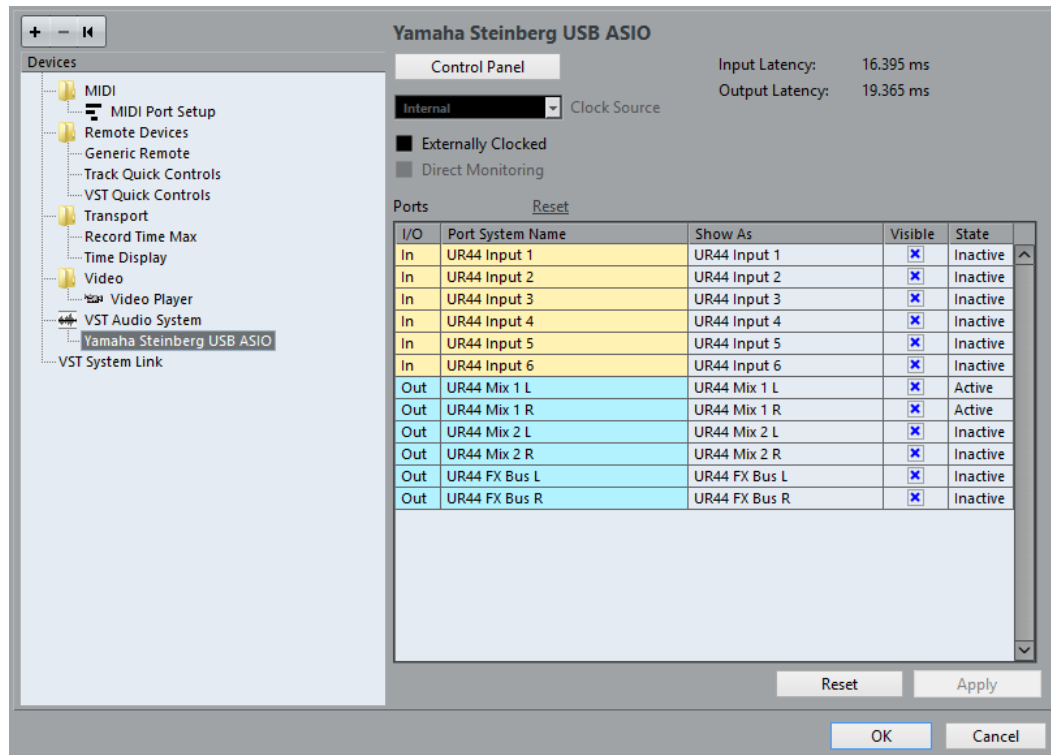 Devices
MIDI
MIDI Port Setup
Remote Devices
Generic Remote
Track Quick Controls
VST Quick Controls
Transport
Record Time Max
Time Display
Video
Video Player
VST Audio System
Yamaha Steinberg USB ASIO
VST System Link
Yamaha Steinberg USB ASIO
Control Panel
Input Latency: 16.395 ms
Output Latency: 19.365 ms
Internal Clock Source
Externally Clocked
Direct Monitoring
Ports Reset
I/O Port System Name Show As Visible State
In UR44 Input 1 UR44 Input 1 Inactive
In UR44 Input 2 UR44 Input 2 Inactive
In UR44 Input 3 UR44 Input 3 Inactive
In UR44 Input 4 UR44 Input 4 Inactive
In UR44 Input 5 UR44 Input 5 Inactive
In UR44 Input 6 UR44 Input 6 Inactive
Out UR44 Mix 1 L UR44 Mix 1 L Active
Out UR44 Mix 1 R UR44 Mix 1 R Active
Out UR44 Mix 2 L UR44 Mix 2 L Inactive
Out UR44 Mix 2 R UR44 Mix 2 R Inactive
Out UR44 FX Bus L UR44 FX Bus L Inactive
Out UR44 FX Bus R UR44 FX Bus R Inactive
Reset Apply
OK Cancel